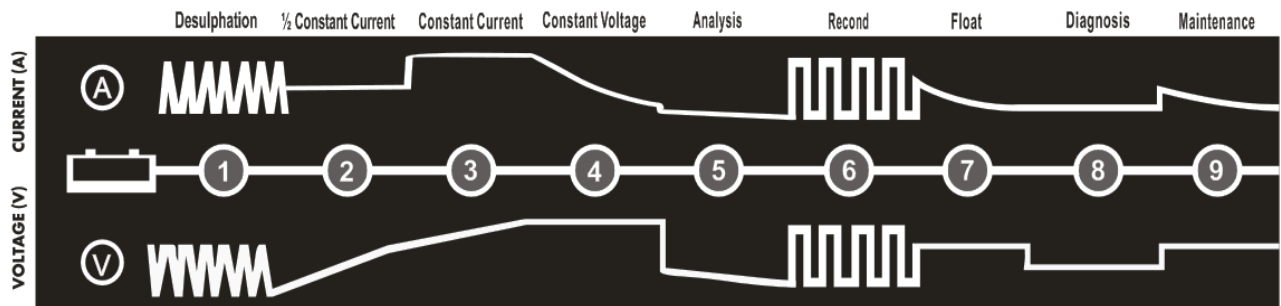 Desulphation ½ Constant Current Constant Current Constant Voltage Analysis Recond Float Diagnosis Maintenance
CURRENT (A)
A
1 2 3 4 5 6 7 8 9
VOLTAGE (V)
V